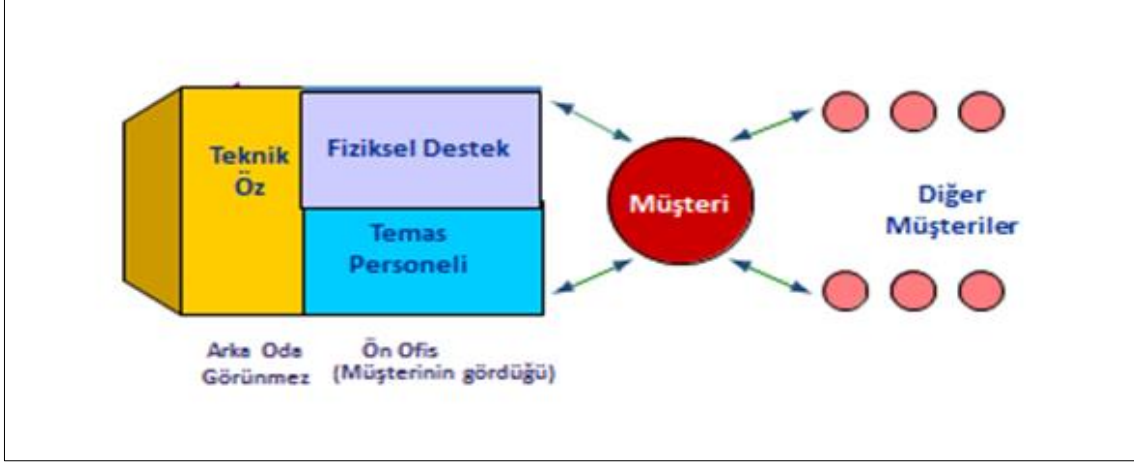 Teknik
Öz
Fiziksel Destek
Temas
Personeli
Müşteri
Diğer
Müşteriler
Arka Oda
Görünmez
Ön Ofis
(Müşterinin gördüğü)